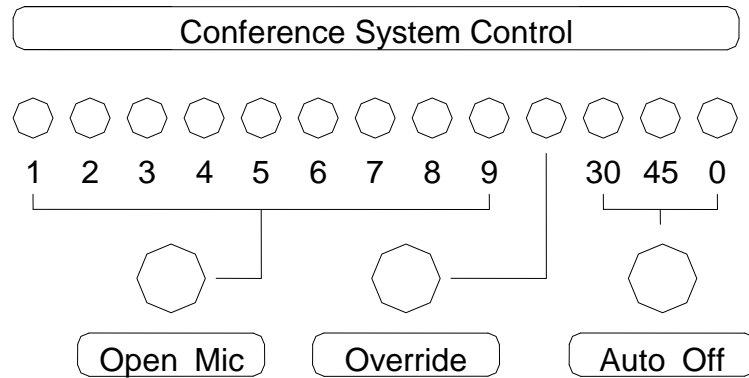 Conference System Control
1 2 3 4 5 6 7 8 9 30 45 0
Open Mic Override Auto Off